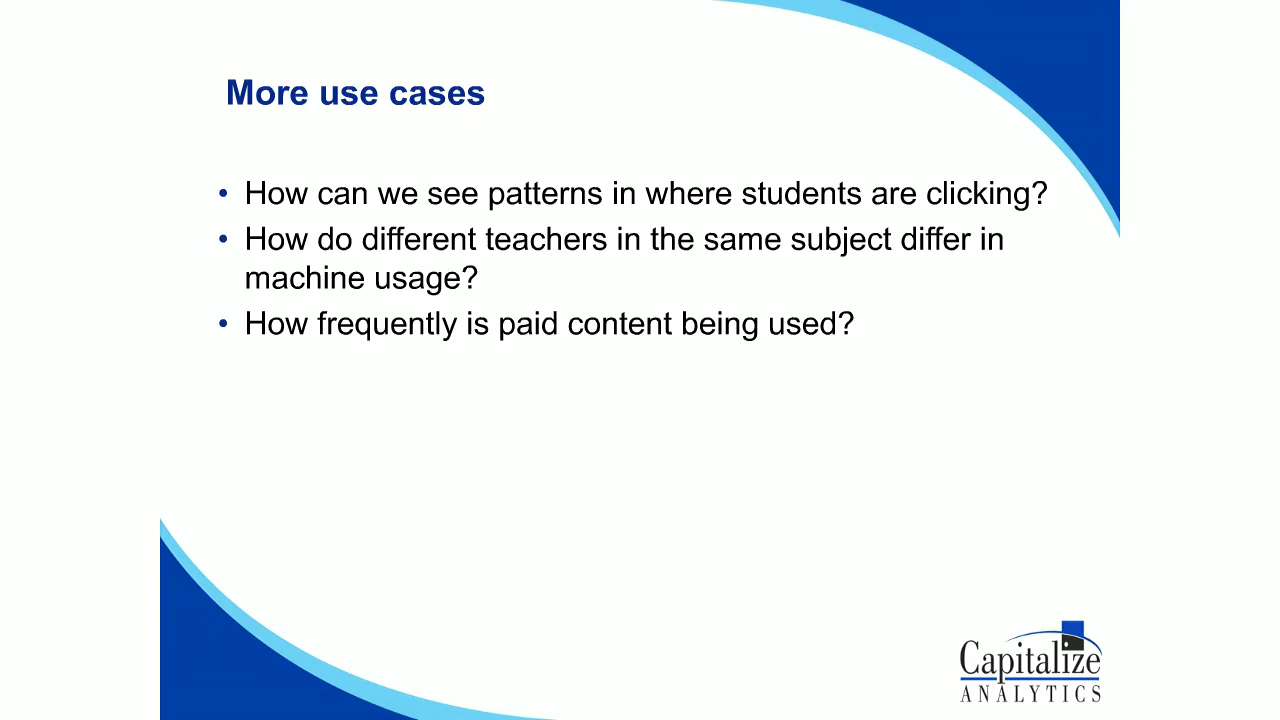 More use cases
• How can we see patterns in where students are clicking?
• How do different teachers in the same subject differ in
machine usage?
• How frequently is paid content being used?
Capitalize
ANALYTICS